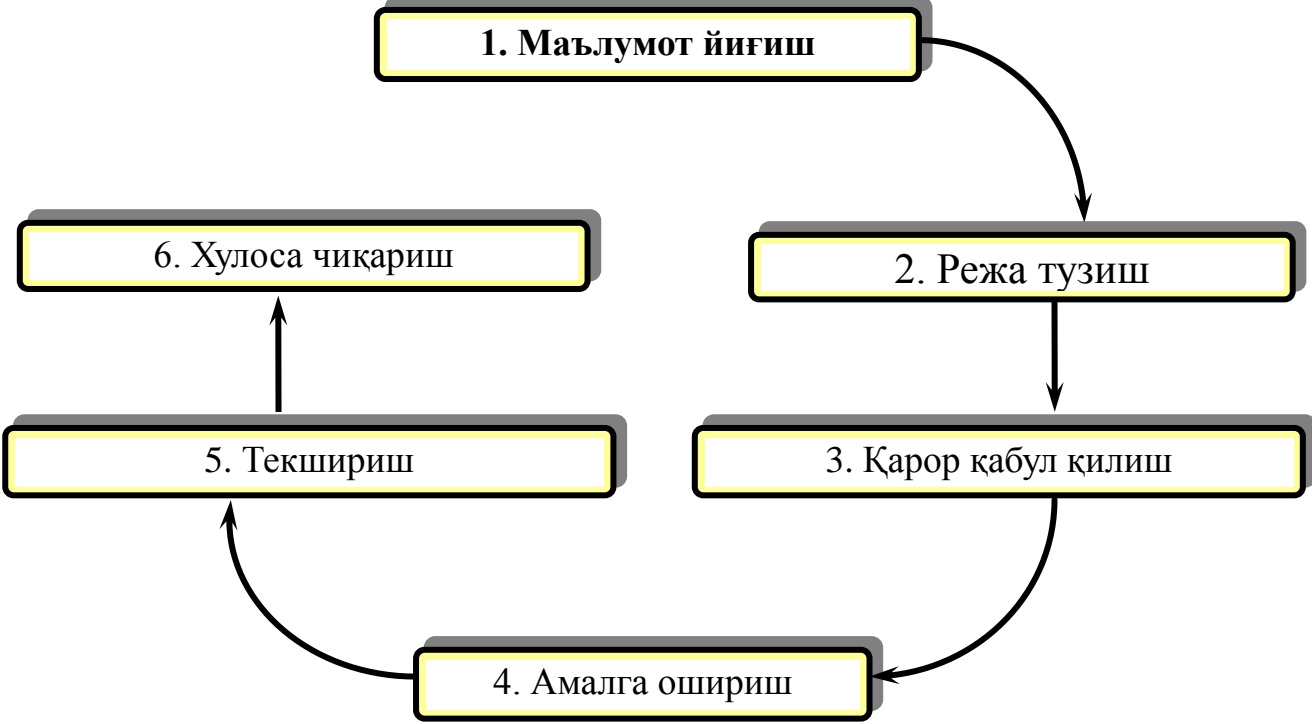 1. Маълумот йиғиш
2. Режа тузиш
3. Қарор қабул қилиш
4. Амалга ошириш
5. Текшириш
6. Хулоса чиқариш